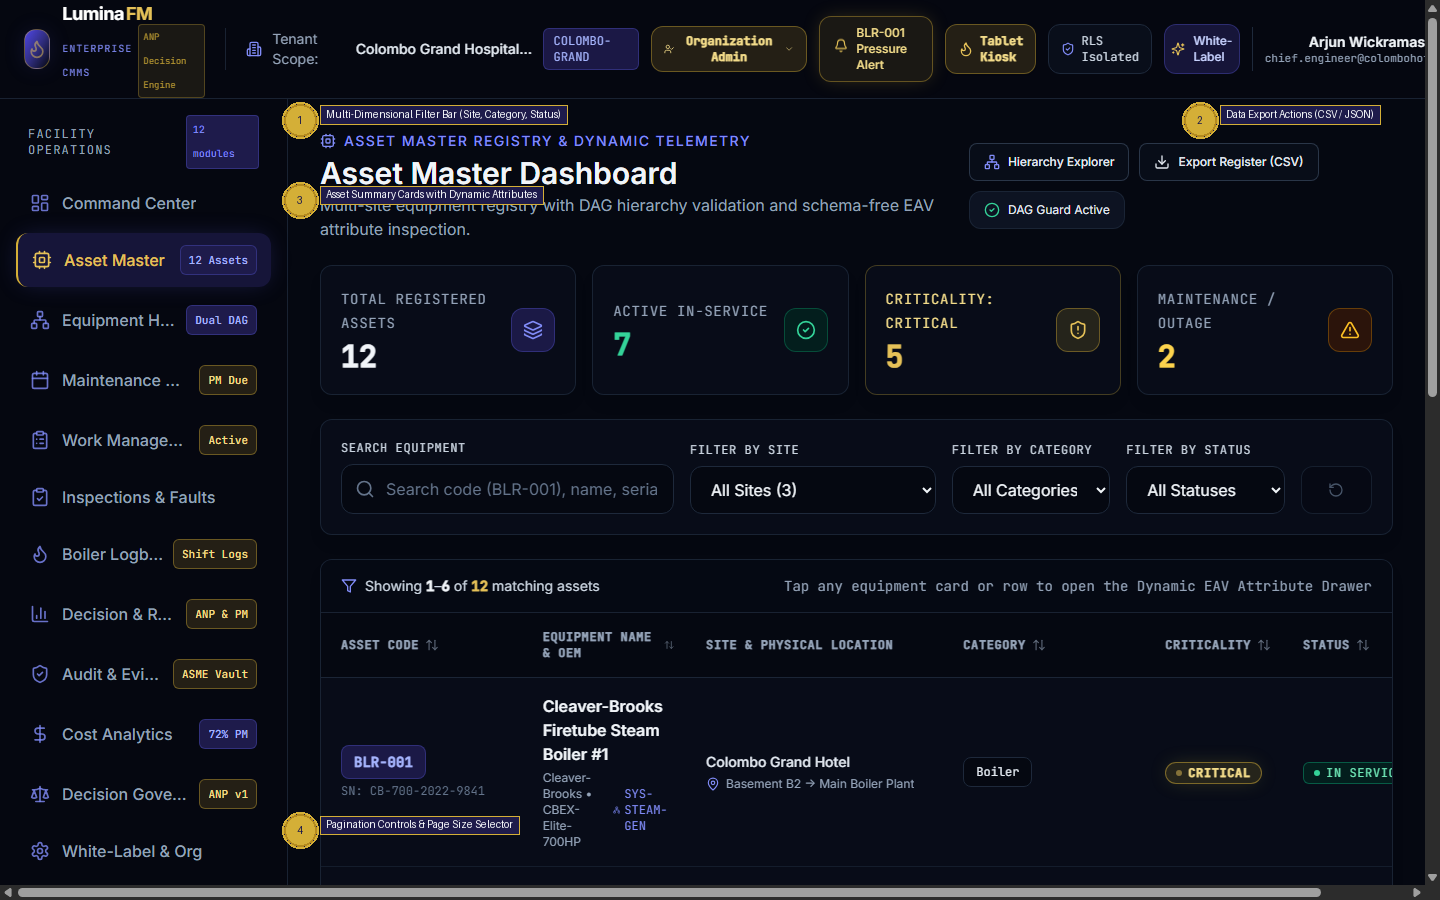 LuminaFM
ENTERPRISE CMMS
ANP Decision Engine
Tenant Scope:
Colombo Grand Hospital...
COLOMBO-GRAND
Organization Admin
BLR-001 Pressure Alert
Tablet Kiosk
RLS Isolated
White-Label
Arjun Wickramas
chief.engineer@colomboho
FACILITY OPERATIONS
12 modules
Command Center
Asset Master
12 Assets
Equipment H...
Dual DAG
Maintenance ...
PM Due
Work Manage...
Active
Inspections & Faults
Boiler Logb...
Shift Logs
Decision & R...
ANP & PM
Audit & Evi...
ASME Vault
Cost Analytics
72% PM
Decision Gove...
ANP v1
White-Label & Org
1
Multi-Dimensional Filter Bar (Site, Category, Status)
2
Data Export Actions (CSV / JSON)
ASSET MASTER REGISTRY & DYNAMIC TELEMETRY
Asset Master Dashboard
3
Asset Summary Cards with Dynamic Attributes
Multi-site equipment registry with DAG hierarchy validation and schema-free EAV
attribute inspection.
Hierarchy Explorer
Export Register (CSV)
DAG Guard Active
TOTAL REGISTERED ASSETS
12
ACTIVE IN-SERVICE
7
CRITICALITY: CRITICAL
5
MAINTENANCE / OUTAGE
2
SEARCH EQUIPMENT
Search code (BLR-001), name, seria
FILTER BY SITE
All Sites (3)
FILTER BY CATEGORY
All Categories
FILTER BY STATUS
All Statuses
Showing 1–6 of 12 matching assets
Tap any equipment card or row to open the Dynamic EAV Attribute Drawer
ASSET CODE
EQUIPMENT NAME & OEM
SITE & PHYSICAL LOCATION
CATEGORY
CRITICALITY
STATUS
BLR-001
SN: CB-700-2022-9841
Cleaver-Brooks
Firetube Steam
Boiler #1
Cleaver-
Brooks •
CBEX-
Elite-
700HP
SYS-
STEAM-
GEN
Colombo Grand Hotel
Basement B2 → Main Boiler Plant
Boiler
CRITICAL
IN SERVIC
4
Pagination Controls & Page Size Selector